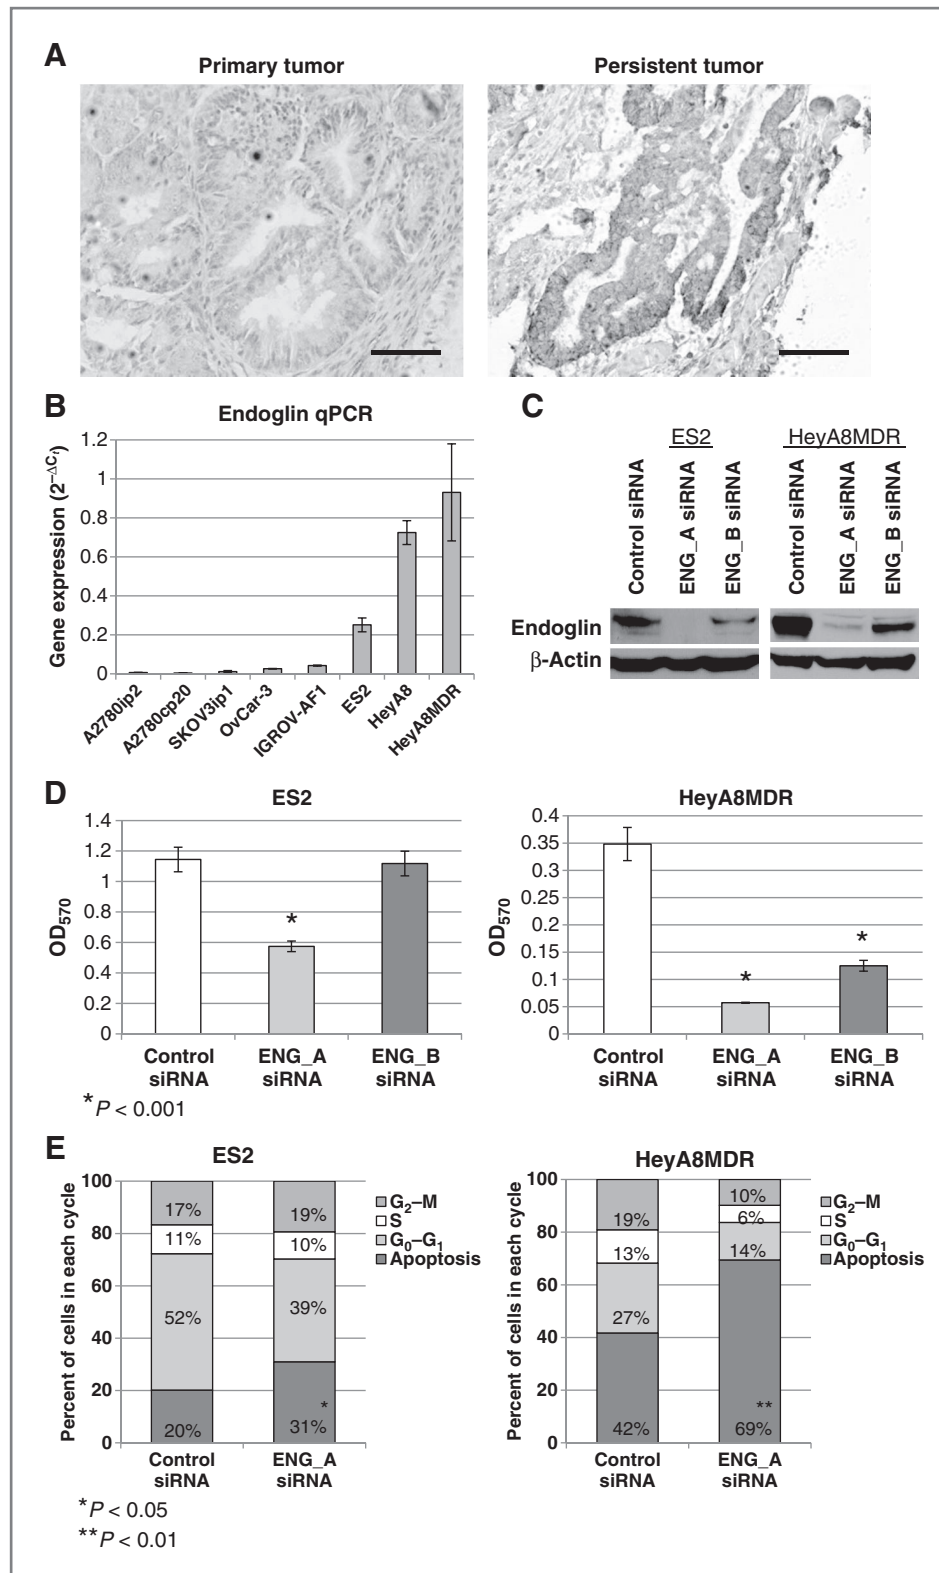 A
Primary tumor
Persistent tumor
B
Endoglin qPCR
Gene expression (2^−ΔCt)
1.2
1
0.8
0.6
0.4
0.2
0
A2780ip2
A2780cp20
SKOV3ip1
OvCar-3
IGROV-AF1
ES2
HeyA8
HeyA8MDR
C
ES2
HeyA8MDR
Control siRNA
ENG_A siRNA
ENG_B siRNA
Control siRNA
ENG_A siRNA
ENG_B siRNA
Endoglin
β-Actin
D
ES2
OD570
1.4
1.2
1
0.8
0.6
0.4
0.2
0
*
Control siRNA
ENG_A siRNA
ENG_B siRNA
*P < 0.001
HeyA8MDR
OD570
0.4
0.35
0.3
0.25
0.2
0.15
0.1
0.05
0
*
*
Control siRNA
ENG_A siRNA
ENG_B siRNA
E
ES2
Percent of cells in each cycle
100
80
60
40
20
0
17%
11%
52%
20%
19%
10%
39%
*
31%
G2–M
S
G0–G1
Apoptosis
Control siRNA
ENG_A siRNA
*P < 0.05
**P < 0.01
HeyA8MDR
Percent of cells in each cycle
100
80
60
40
20
0
19%
13%
27%
42%
10%
6%
14%
**
69%
G2–M
S
G0–G1
Apoptosis
Control siRNA
ENG_A siRNA